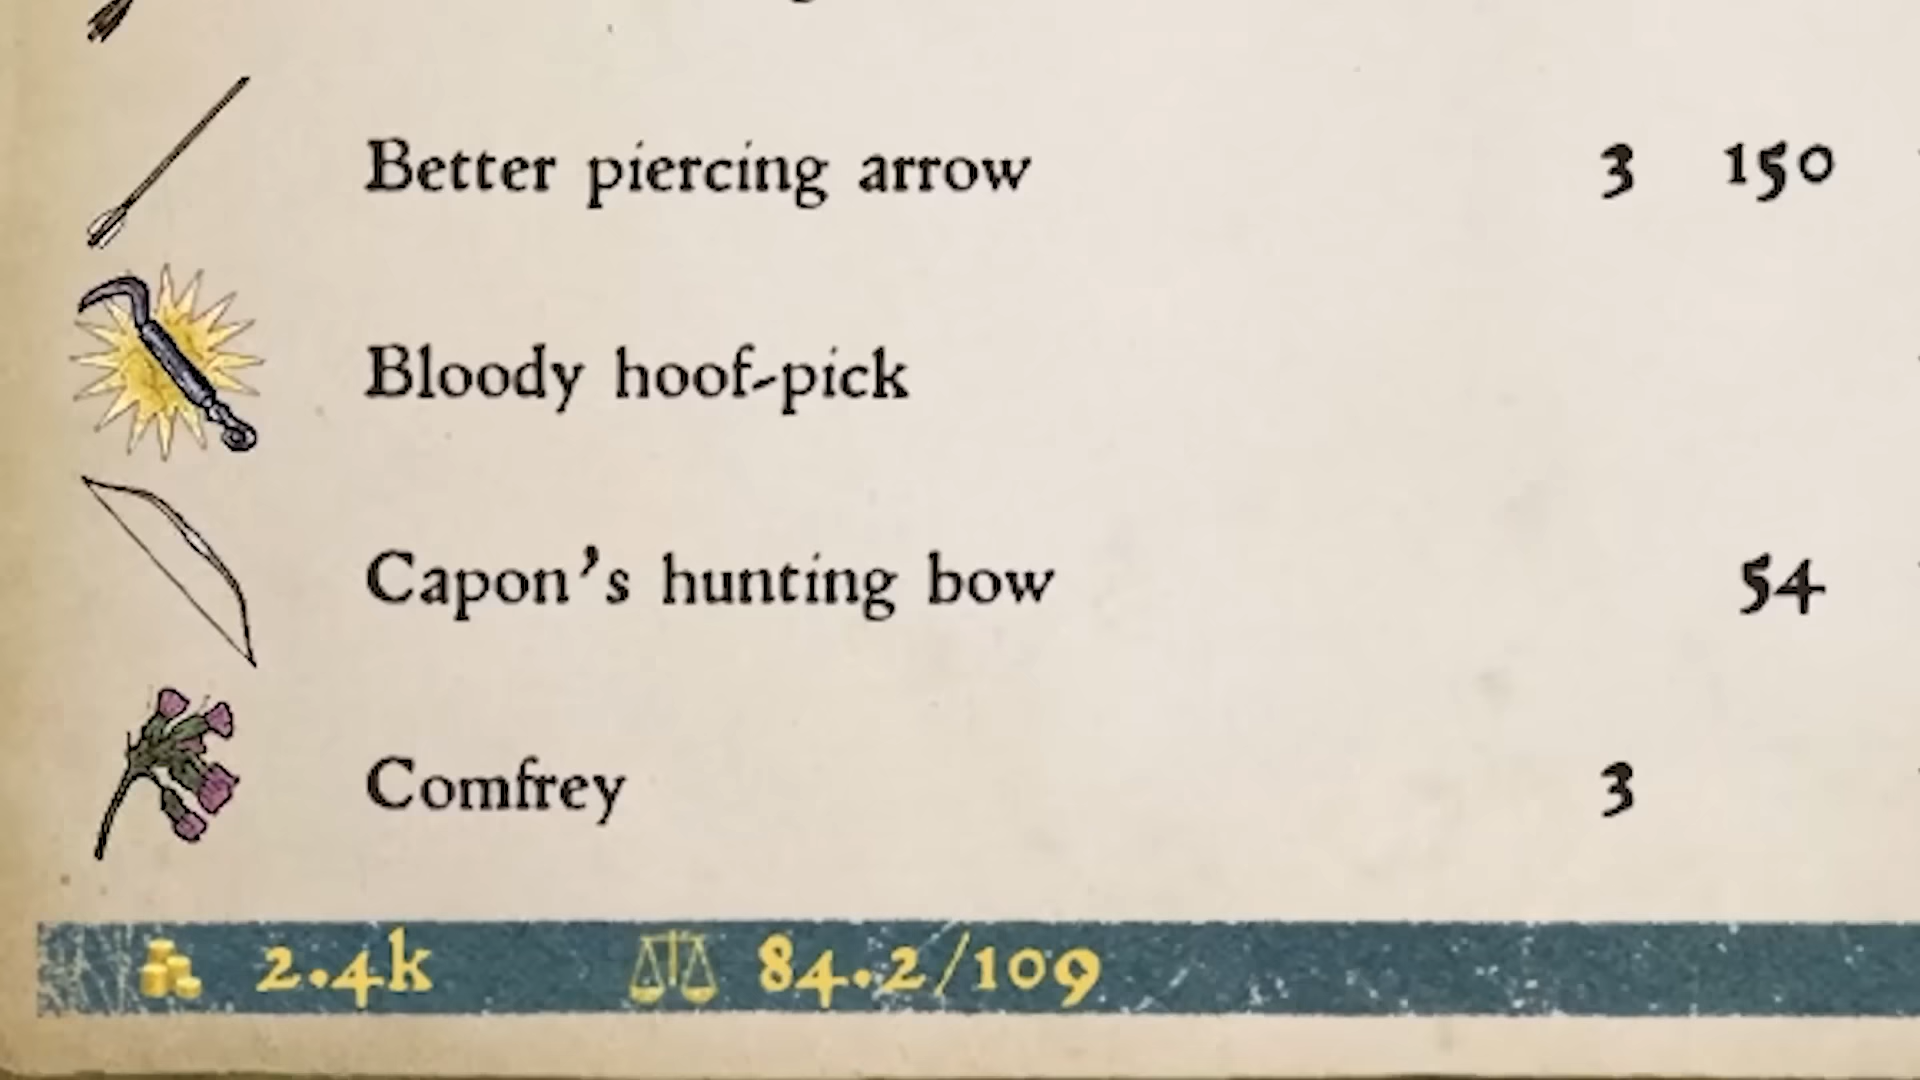 Better piercing arrow 3 150
Bloody hoof-pick
Capon's hunting bow 54
Comfrey 3
2.4k 84.2/109